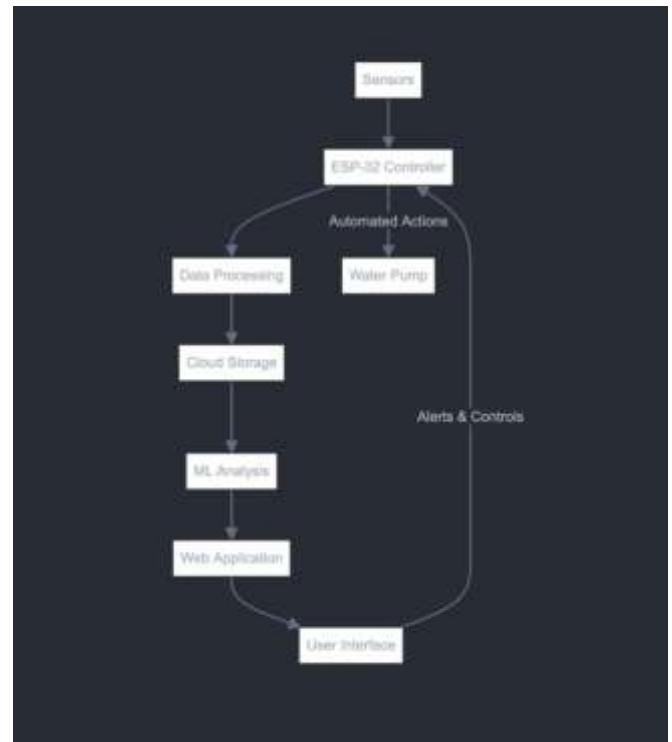 Sensors
ESP-32 Controller
Automated Actions
Data Processing
Water Pump
Cloud Storage
Alerts & Controls
ML Analysis
Web Application
User Interface